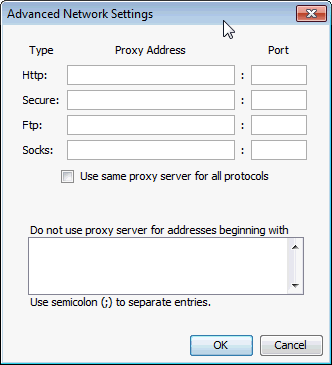 Advanced Network Settings
Type Proxy Address Port
Http: :
Secure: :
Ftp: :
Socks: :
Use same proxy server for all protocols
Do not use proxy server for addresses beginning with
Use semicolon (;) to separate entries.
OK Cancel